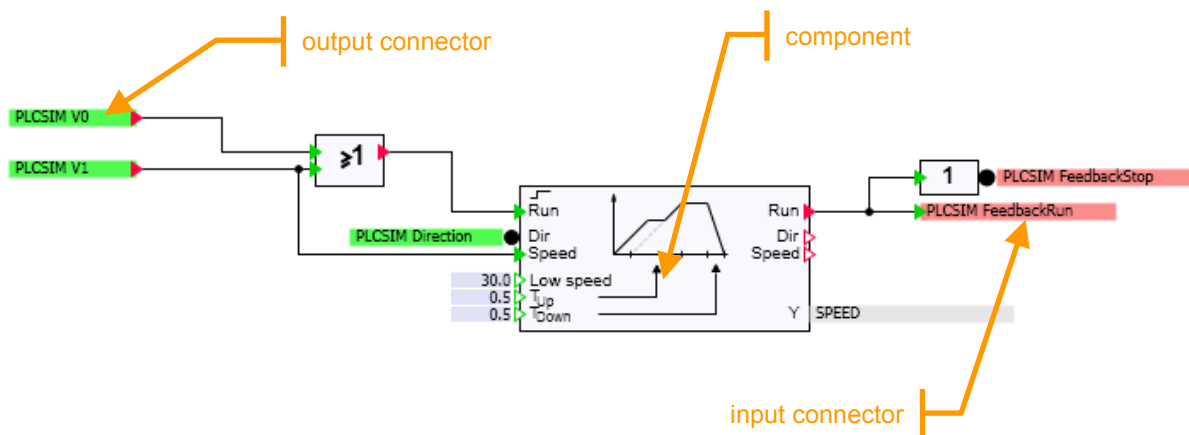 output connector
component
PLCSIM V0
PLCSIM V1
≥1
1
PLCSIM FeedbackStop
PLCSIM FeedbackRun
Run
Run
PLCSIM Direction
Dir
Dir
Speed
Speed
30.0
Low speed
0.5
TUp
0.5
TDown
Y
SPEED
input connector